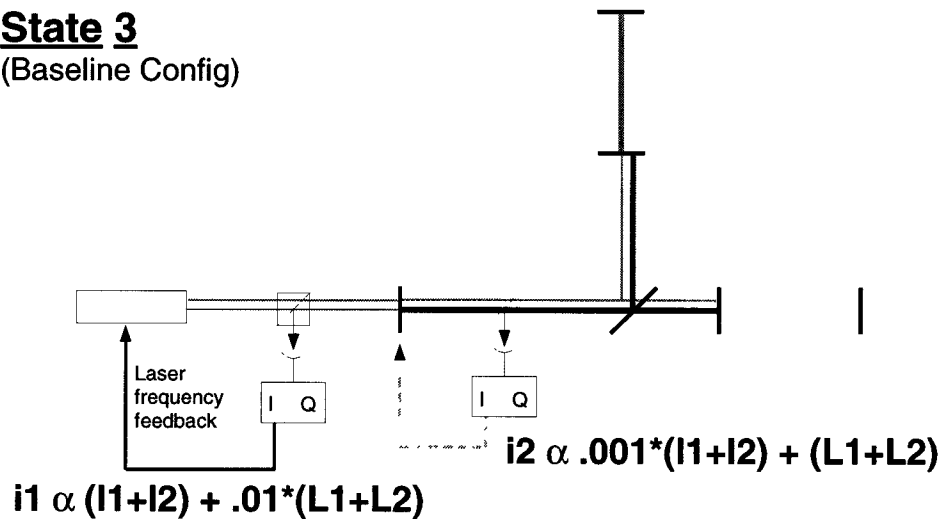 State 3
(Baseline Config)
Laser
frequency
feedback
I Q
I Q
i2 α .001*(l1+l2) + (L1+L2)
i1 α (l1+l2) + .01*(L1+L2)